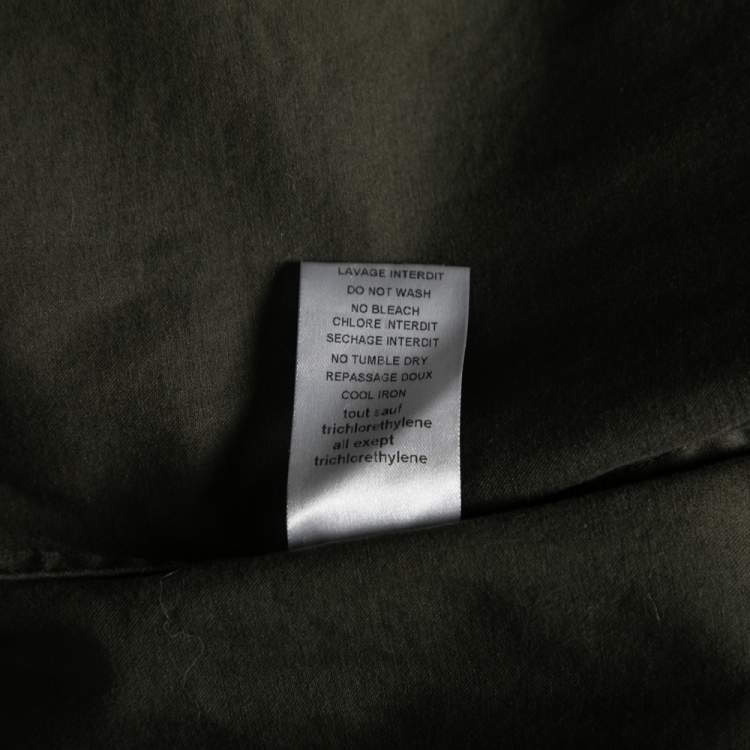 LAVAGE INTERDIT
DO NOT WASH
NO BLEACH
CHLORE INTERDIT
SECHAGE INTERDIT
NO TUMBLE DRY
REPASSAGE DOUX
COOL IRON
tout sauf
trichlorethylene
all exept
trichlorethylene